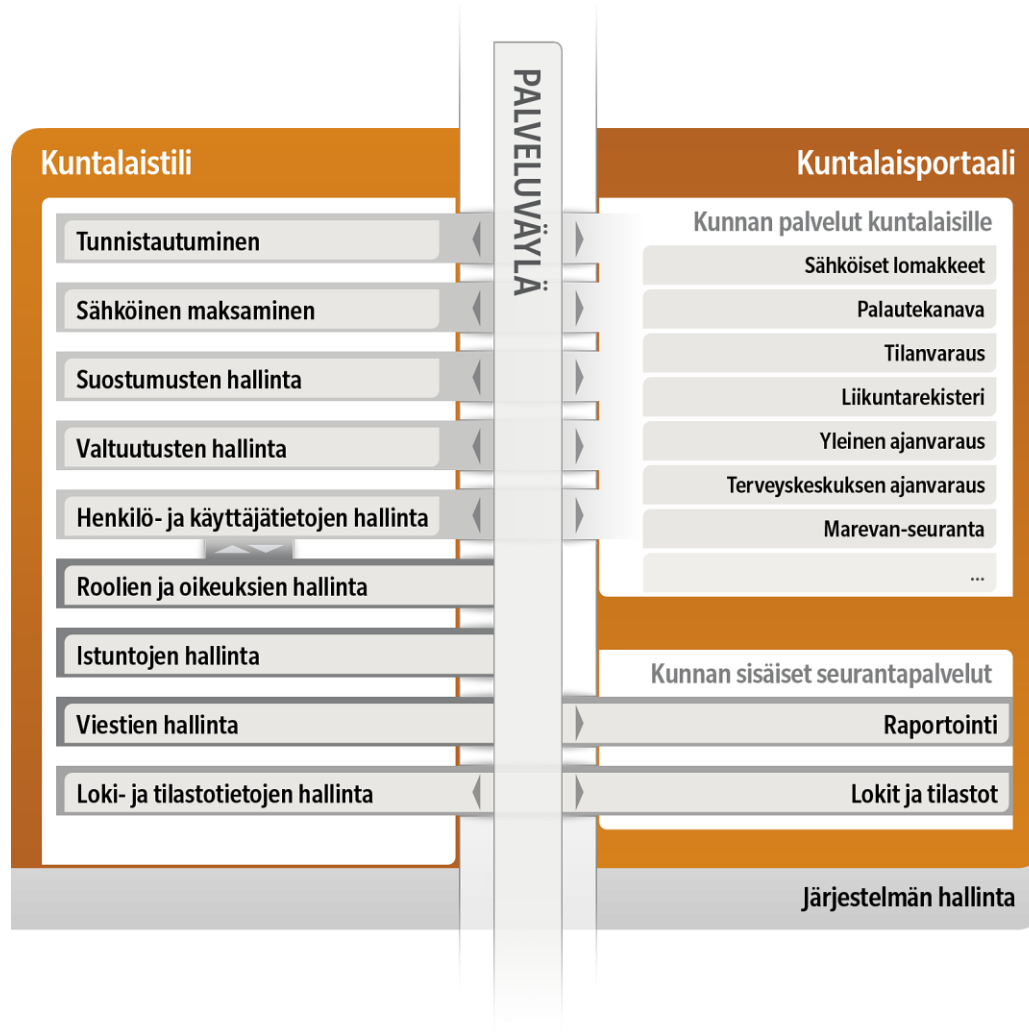 PALVELUVÄYLÄ
Kuntalaistili
Tunnistautuminen
Sähköinen maksaminen
Suostumusten hallinta
Valtuutusten hallinta
Henkilö- ja käyttäjätietojen hallinta
Roolien ja oikeuksien hallinta
Istuntojen hallinta
Viestien hallinta
Loki- ja tilastotietojen hallinta
Kuntalaisportaali
Kunnan palvelut kuntalaisille
Sähköiset lomakkeet
Palautekanava
Tilanvaraus
Liikuntarekisteri
Yleinen ajanvaraus
Terveyskeskuksen ajanvaraus
Marevan-seuranta
...
Kunnan sisäiset seurantapalvelut
Raportointi
Lokit ja tilastot
Järjestelmän hallinta